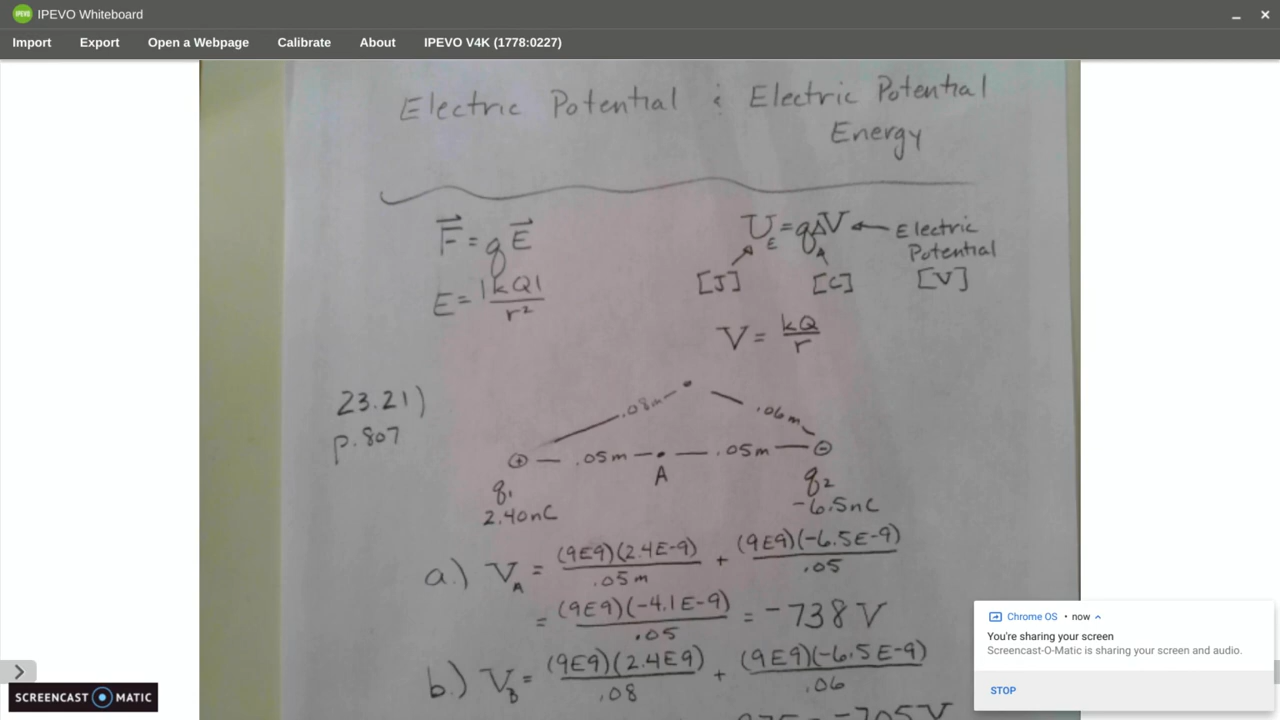 IPEVO Whiteboard
Import Export Open a Webpage Calibrate About IPEVO V4K (1778:0227)
Electric Potential & Electric Potential
Energy
F = qE
E = |kQ|/r²
U_E = qΔV ← Electric
Potential
[J] [C] [V]
V = kQ/r
23.21)
p.807
.08m .06m
+ .05m A .05m -
q₁
2.40nC
q₂
-6.5nC
a.) V_A = (9E9)(2.4E-9)/.05m + (9E9)(-6.5E-9)/.05
= (9E9)(-4.1E-9)/.05 = -738V
b.) V_B = (9E9)(2.4E9)/.08 + (9E9)(-6.5E-9)/.06
-705V
Chrome OS • now
You're sharing your screen
Screencast-O-Matic is sharing your screen and audio.
STOP
SCREENCAST O MATIC